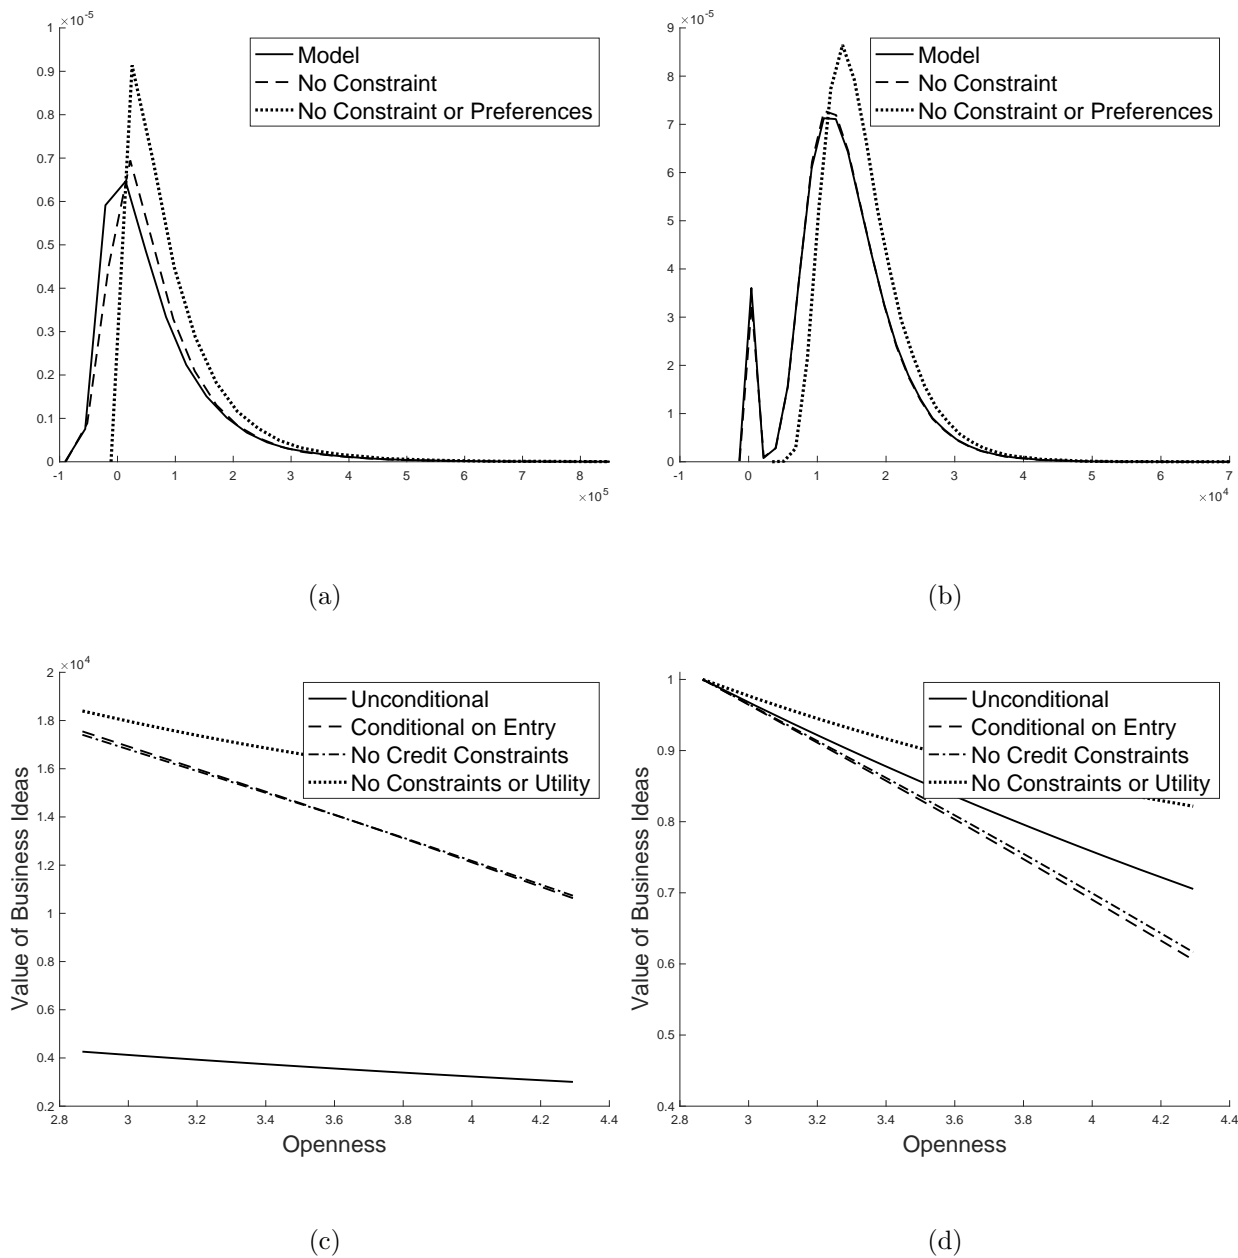 ×10⁻⁵
1
0.9
0.8
0.7
0.6
0.5
0.4
0.3
0.2
0.1
0
-1 0 1 2 3 4 5 6 7 8
×10⁵
Model
No Constraint
No Constraint or Preferences
(a)
×10⁻⁵
9
8
7
6
5
4
3
2
1
0
-1 0 1 2 3 4 5 6 7
×10⁴
Model
No Constraint
No Constraint or Preferences
(b)
×10⁴
2
1.8
1.6
1.4
1.2
1
0.8
0.6
0.4
0.2
2.8 3 3.2 3.4 3.6 3.8 4 4.2 4.4
Openness
Value of Business Ideas
Unconditional
Conditional on Entry
No Credit Constraints
No Constraints or Utility
(c)
1
0.9
0.8
0.7
0.6
0.5
0.4
2.8 3 3.2 3.4 3.6 3.8 4 4.2 4.4
Openness
Value of Business Ideas
Unconditional
Conditional on Entry
No Credit Constraints
No Constraints or Utility
(d)